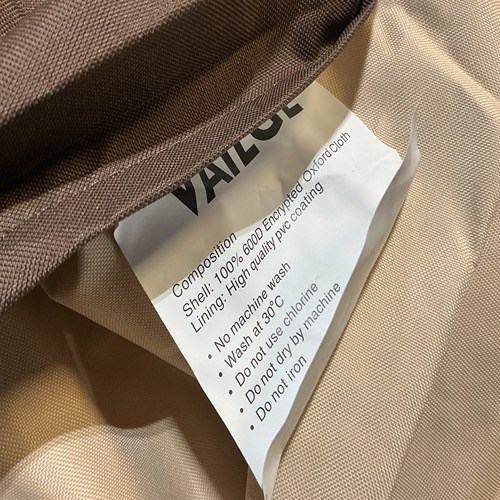 VAILGE
Composition
Shell: 100% 600D Encrypted Oxford Cloth
Lining: High quality pvc coating
• No machine wash
• Wash at 30°C
• Do not use chlorine
• Do not dry by machine
• Do not iron